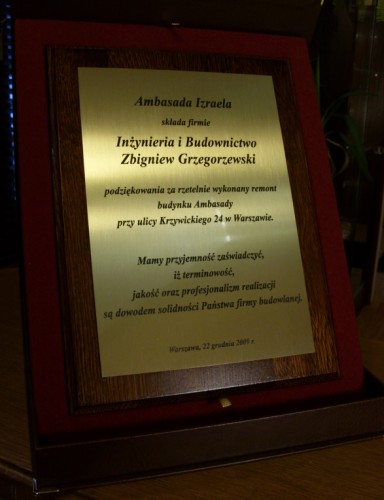 Ambasada Izraela
składa firmie
Inżynieria i Budownictwo
Zbigniew Grzegorzewski
podziękowania za rzetelnie wykonany remont
budynku Ambasady
przy ulicy Krzywickiego 24 w Warszawie.
Mamy przyjemność zaświadczyć,
iż terminowość,
jakość oraz profesjonalizm realizacji
są dowodem solidności Państwa firmy budowlanej.
Warszawa, 22 grudnia 2005 r.